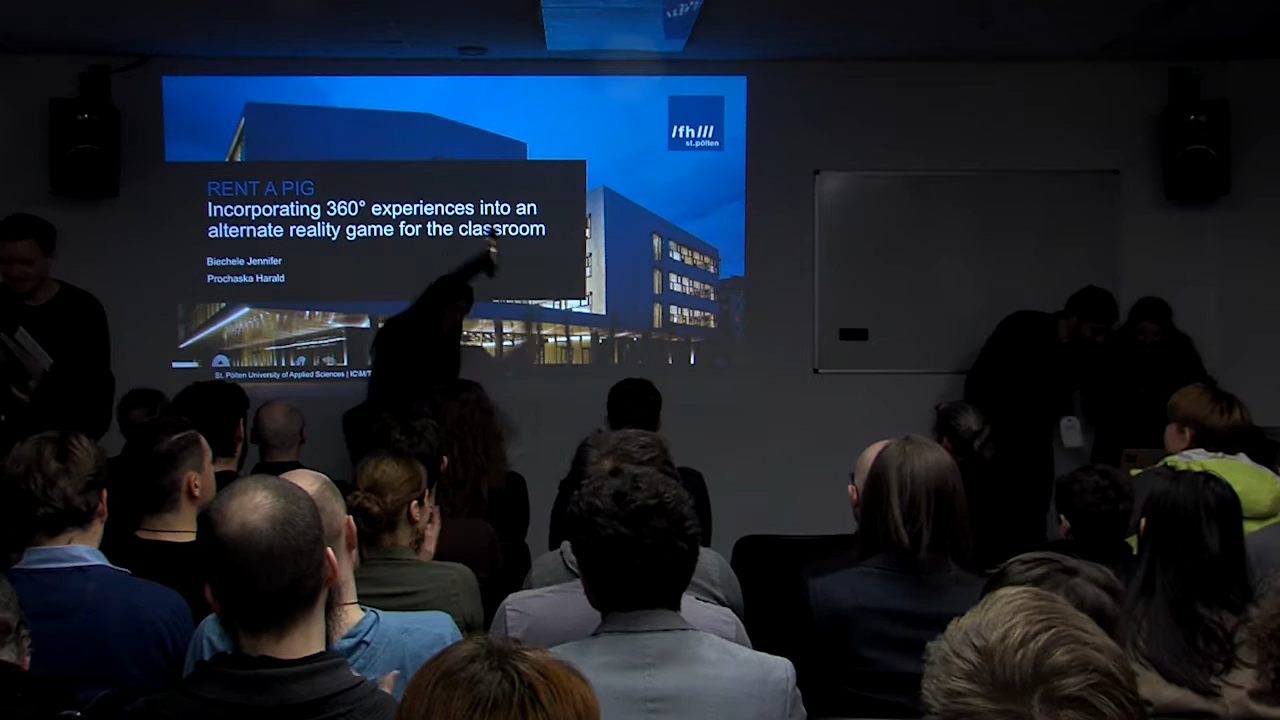 /fh///
st.pölten
RENT A PIG
Incorporating 360° experiences into an
alternate reality game for the classroom
Biechele Jennifer
Prochaska Harald
St. Pölten University of Applied Sciences |